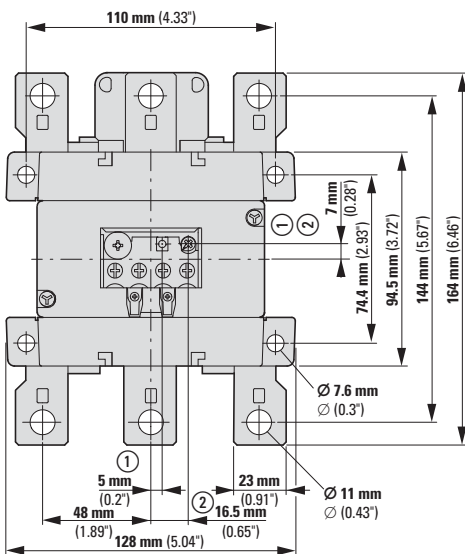 110 mm (4.33")
7 mm
(0.28")
1 2
74.4 mm (2.93")
94.5 mm (3.72")
144 mm (5.67")
164 mm (6.46")
Ø 7.6 mm
Ø (0.3")
1
5 mm
(0.2")
2
23 mm
(0.91")
Ø 11 mm
Ø (0.43")
48 mm
(1.89")
16.5 mm
(0.65")
128 mm (5.04")